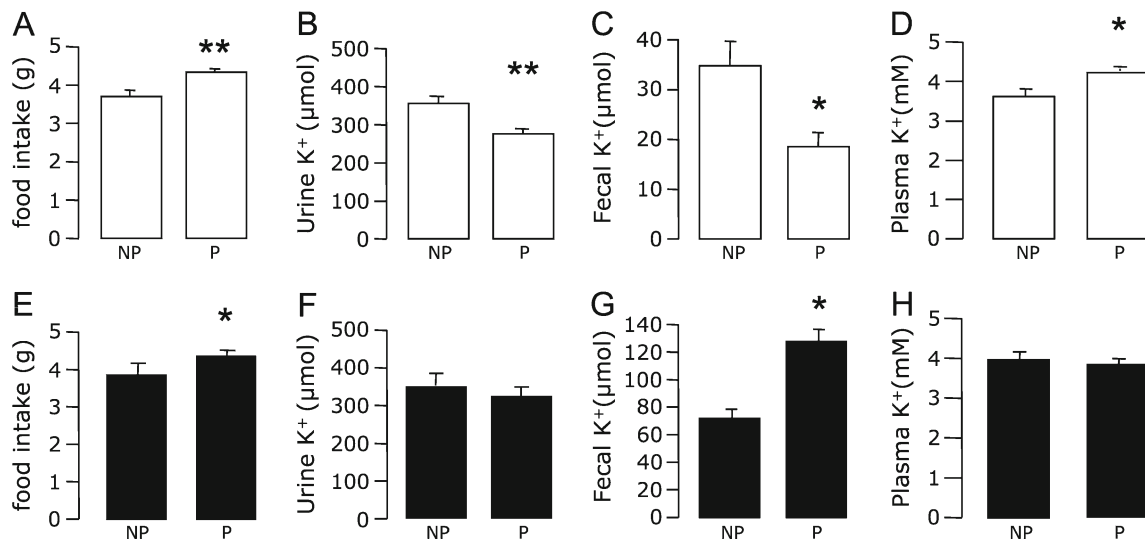 A
food intake (g)
5
4
3
2
1
0
**
NP
P
B
Urine K⁺ (µmol)
500
400
300
200
100
0
**
NP
P
C
Fecal K⁺(µmol)
40
30
20
10
0
*
NP
P
D
Plasma K⁺(mM)
5
4
3
2
1
0
*
NP
P
E
food intake (g)
5
4
3
2
1
0
*
NP
P
F
Urine K⁺ (µmol)
500
400
300
200
100
0
NP
P
G
Fecal K⁺(µmol)
140
120
100
80
60
40
20
0
*
NP
P
H
Plasma K⁺(mM)
5
4
3
2
1
0
NP
P